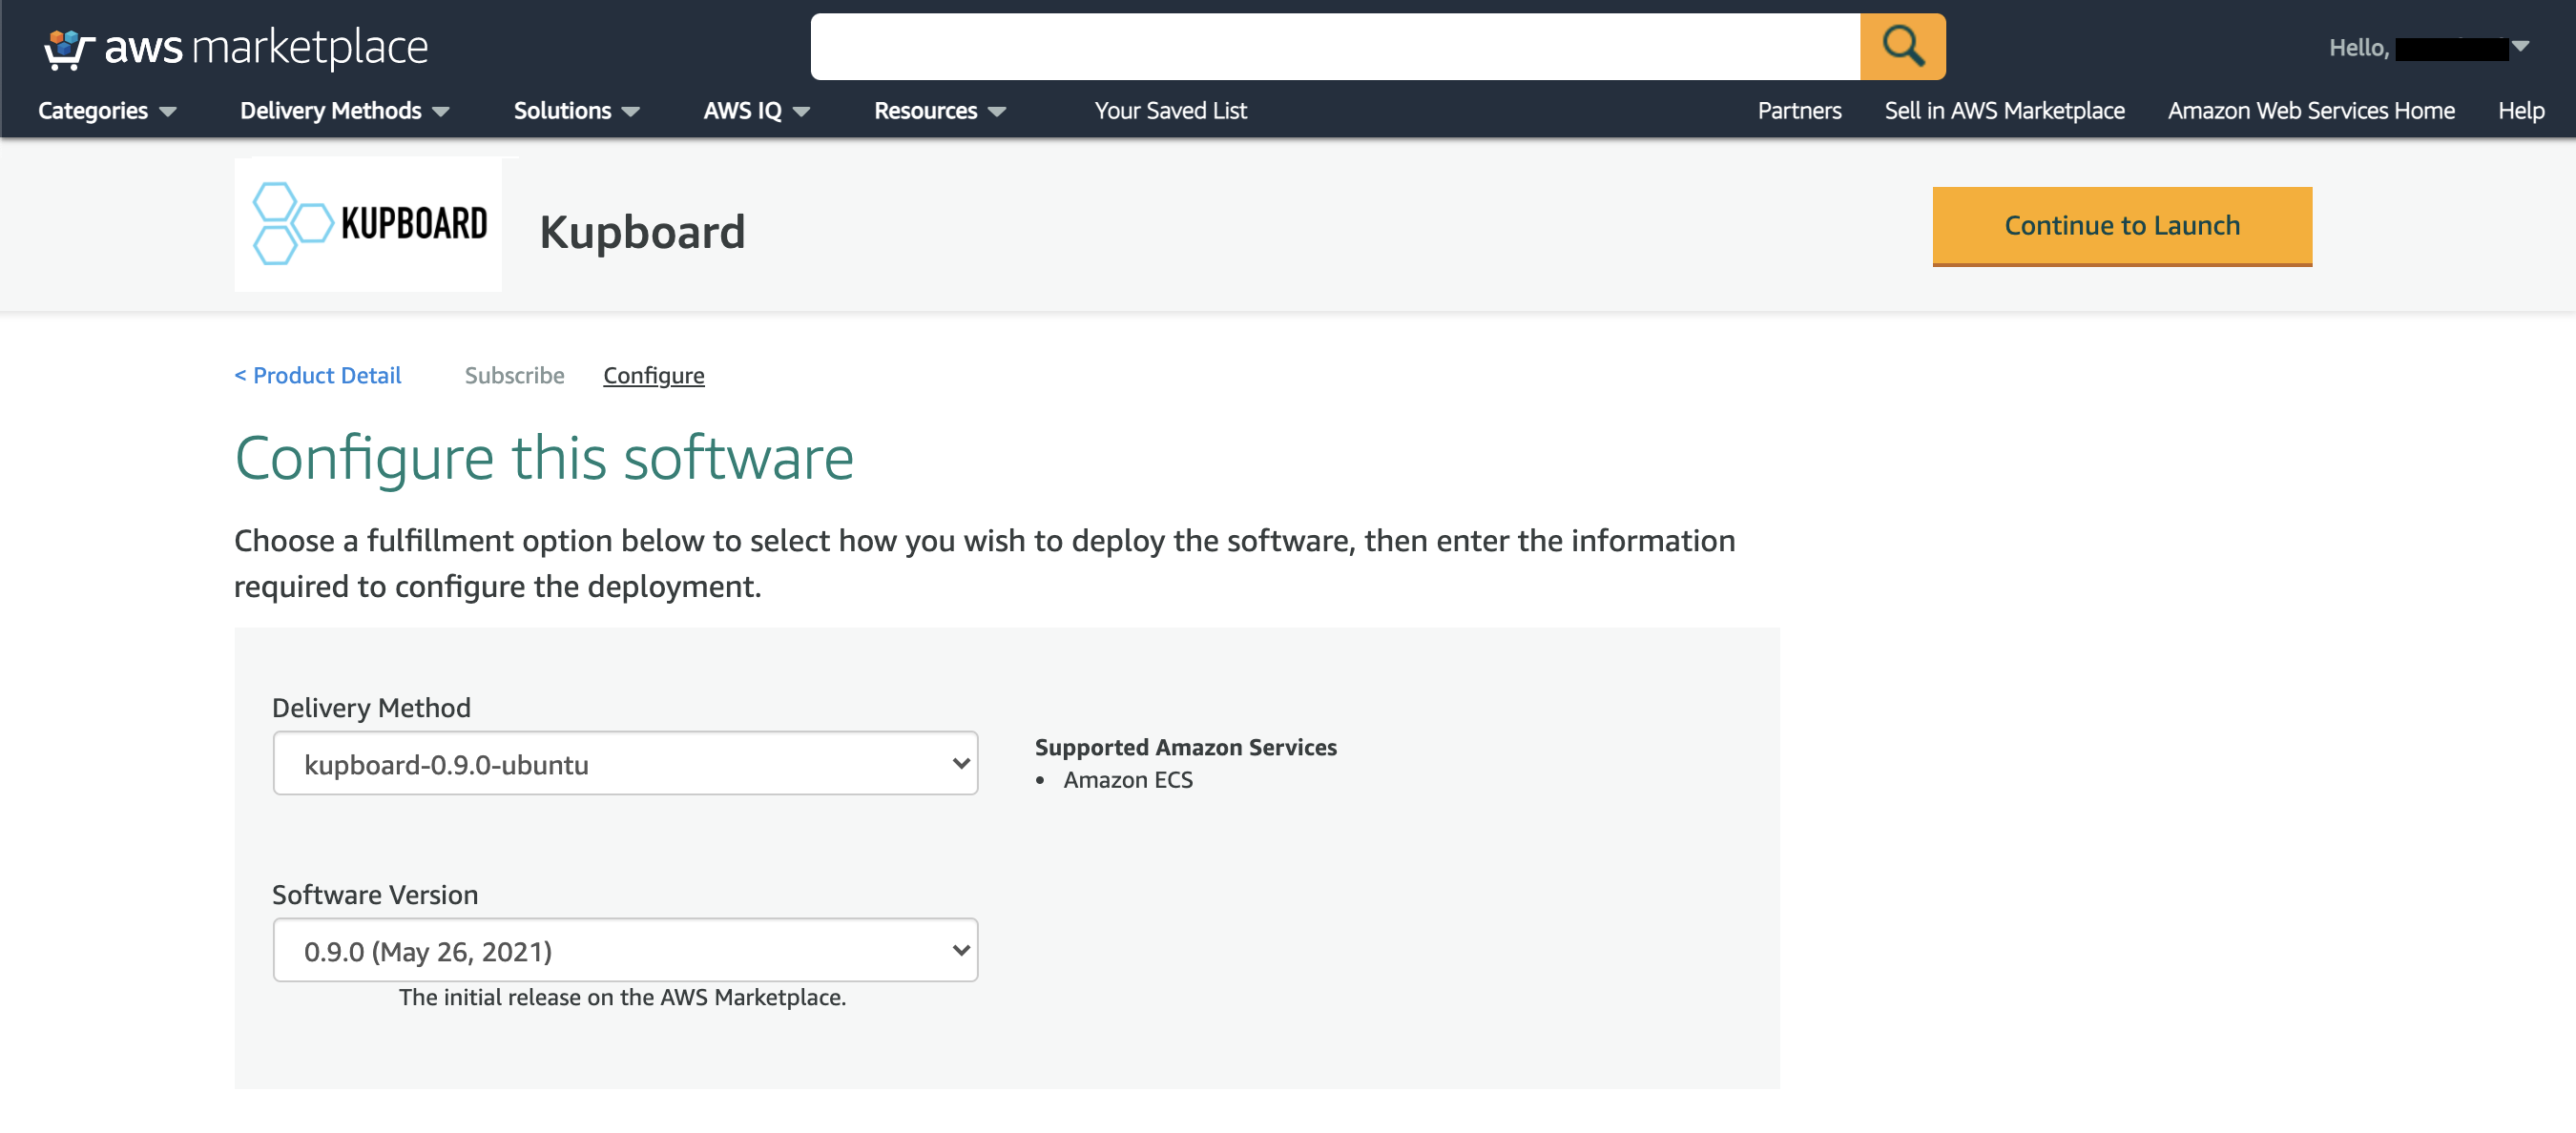 aws marketplace
Hello,
Categories
Delivery Methods
Solutions
AWS IQ
Resources
Your Saved List
Partners
Sell in AWS Marketplace
Amazon Web Services Home
Help
KUPBOARD
Kupboard
Continue to Launch
< Product Detail
Subscribe
Configure
Configure this software
Choose a fulfillment option below to select how you wish to deploy the software, then enter the information
required to configure the deployment.
Delivery Method
kupboard-0.9.0-ubuntu
Supported Amazon Services
• Amazon ECS
Software Version
0.9.0 (May 26, 2021)
The initial release on the AWS Marketplace.